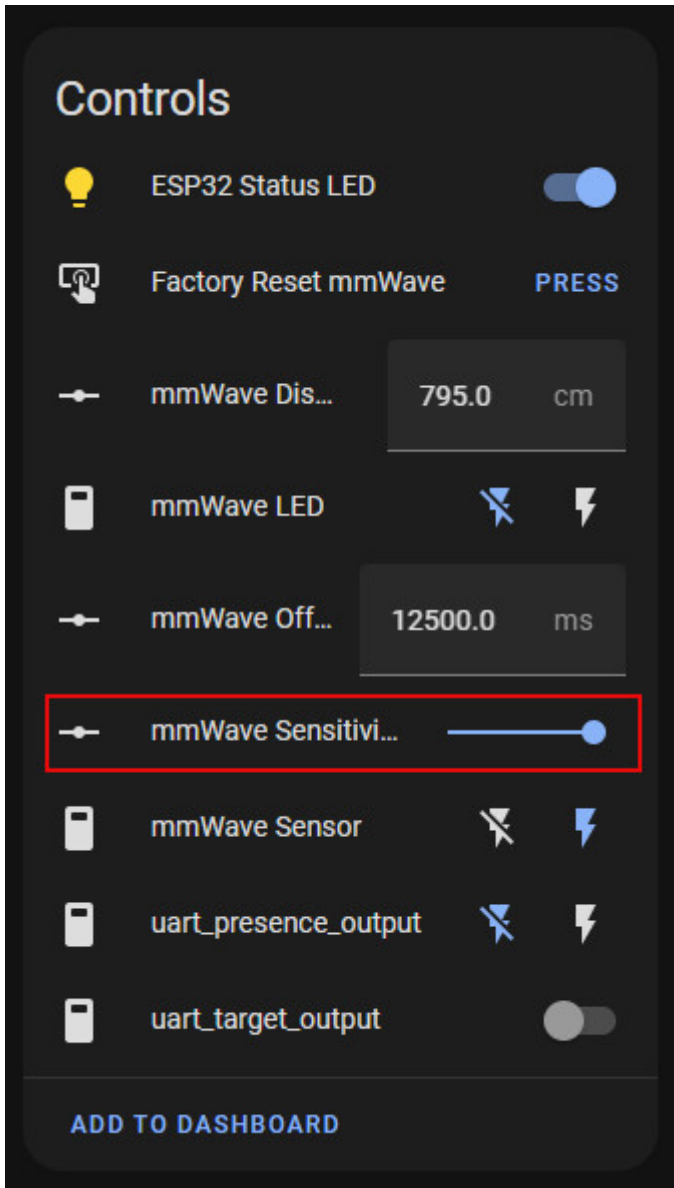 Controls
ESP32 Status LED
Factory Reset mmWave PRESS
mmWave Dis... 795.0 cm
mmWave LED
mmWave Off... 12500.0 ms
mmWave Sensitivi...
mmWave Sensor
uart_presence_output
uart_target_output
ADD TO DASHBOARD